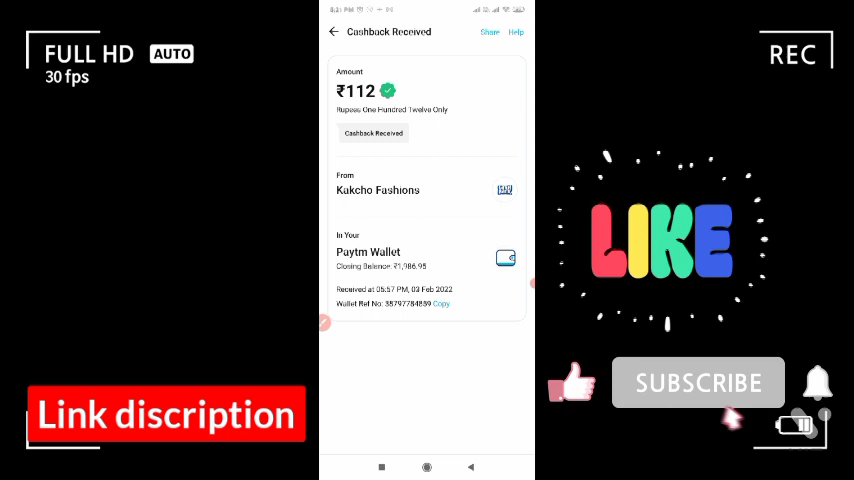 FULL HD AUTO
30 fps
REC
Cashback Received
Share
Help
Amount
₹112
Rupees One Hundred Twelve Only
Cashback Received
From
Kakcho Fashions
In Your
Paytm Wallet
Closing Balance: ₹1,986.95
Received at 05:57 PM, 03 Feb 2022
Wallet Ref No: 38797784839 Copy
LIKE
SUBSCRIBE
Link discription